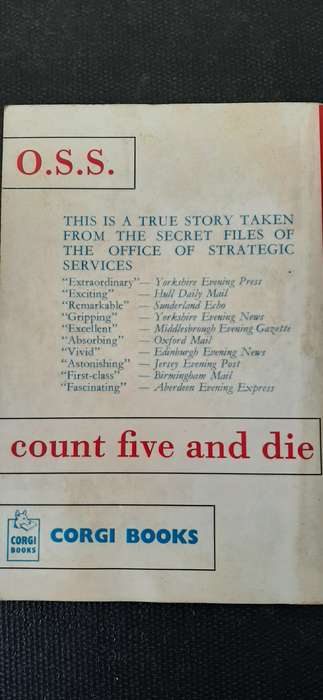 O.S.S.
THIS IS A TRUE STORY TAKEN
FROM THE SECRET FILES OF
THE OFFICE OF STRATEGIC
SERVICES
"Extraordinary" — Yorkshire Evening Press
"Exciting" — Hull Daily Mail
"Remarkable" — Sunderland Echo
"Gripping" — Yorkshire Evening News
"Excellent" — Middlesbrough Evening Gazette
"Absorbing" — Oxford Mail
"Vivid" — Edinburgh Evening News
"Astonishing" — Jersey Evening Post
"First-class" — Birmingham Mail
"Fascinating" — Aberdeen Evening Express
count five and die
CORGI
BOOKS
CORGI BOOKS